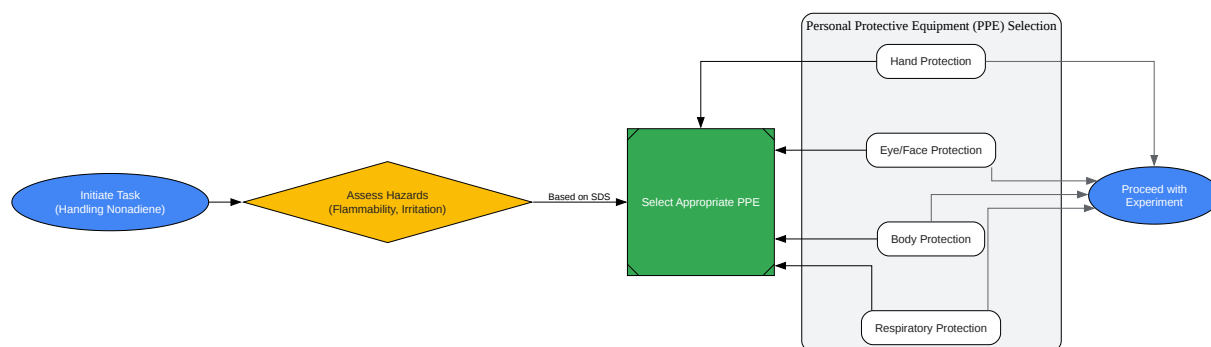 Personal Protective Equipment (PPE) Selection
Hand Protection
Eye/Face Protection
Initiate Task
(Handling Nonadiene)
Assess Hazards
(Flammability, Irritation)
Based on SDS
Select Appropriate PPE
Proceed with
Experiment
Body Protection
Respiratory Protection